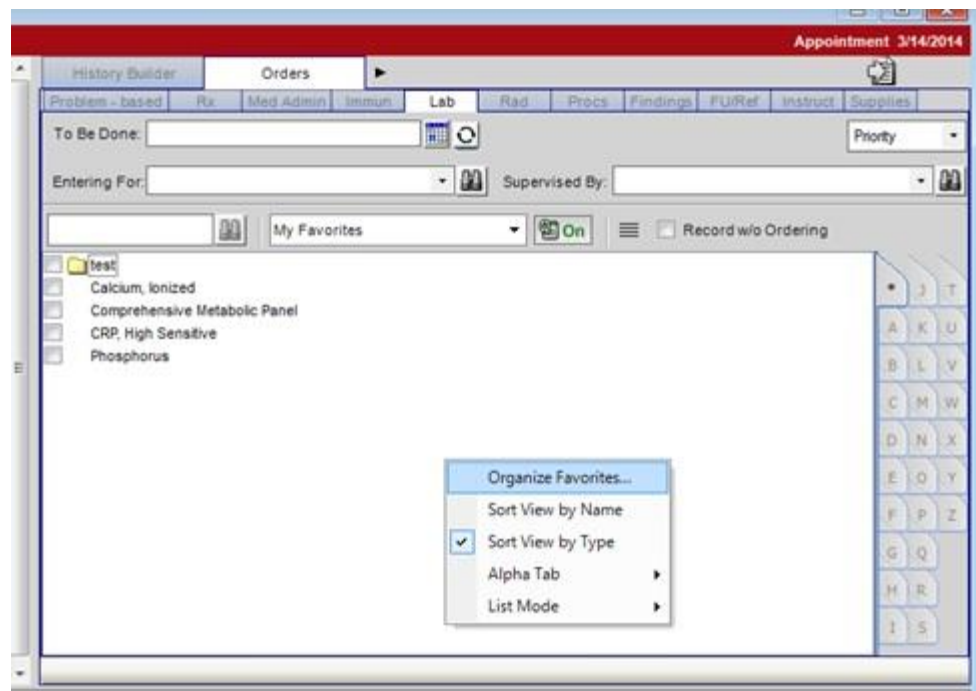 Appointment 3/14/2014
History Builder Orders
Problem - based Rx Med Admin Immun. Lab Rad Procs Findings FU/Ref Instruct Supplies
To Be Done: Priority
Entering For: Supervised By:
My Favorites On Record w/o Ordering
test
Calcium, Ionized
Comprehensive Metabolic Panel
CRP, High Sensitive
Phosphorus
Organize Favorites...
Sort View by Name
Sort View by Type
Alpha Tab
List Mode
* J T
A K U
B L V
C M W
D N X
E O Y
F P Z
G Q
H R
I S